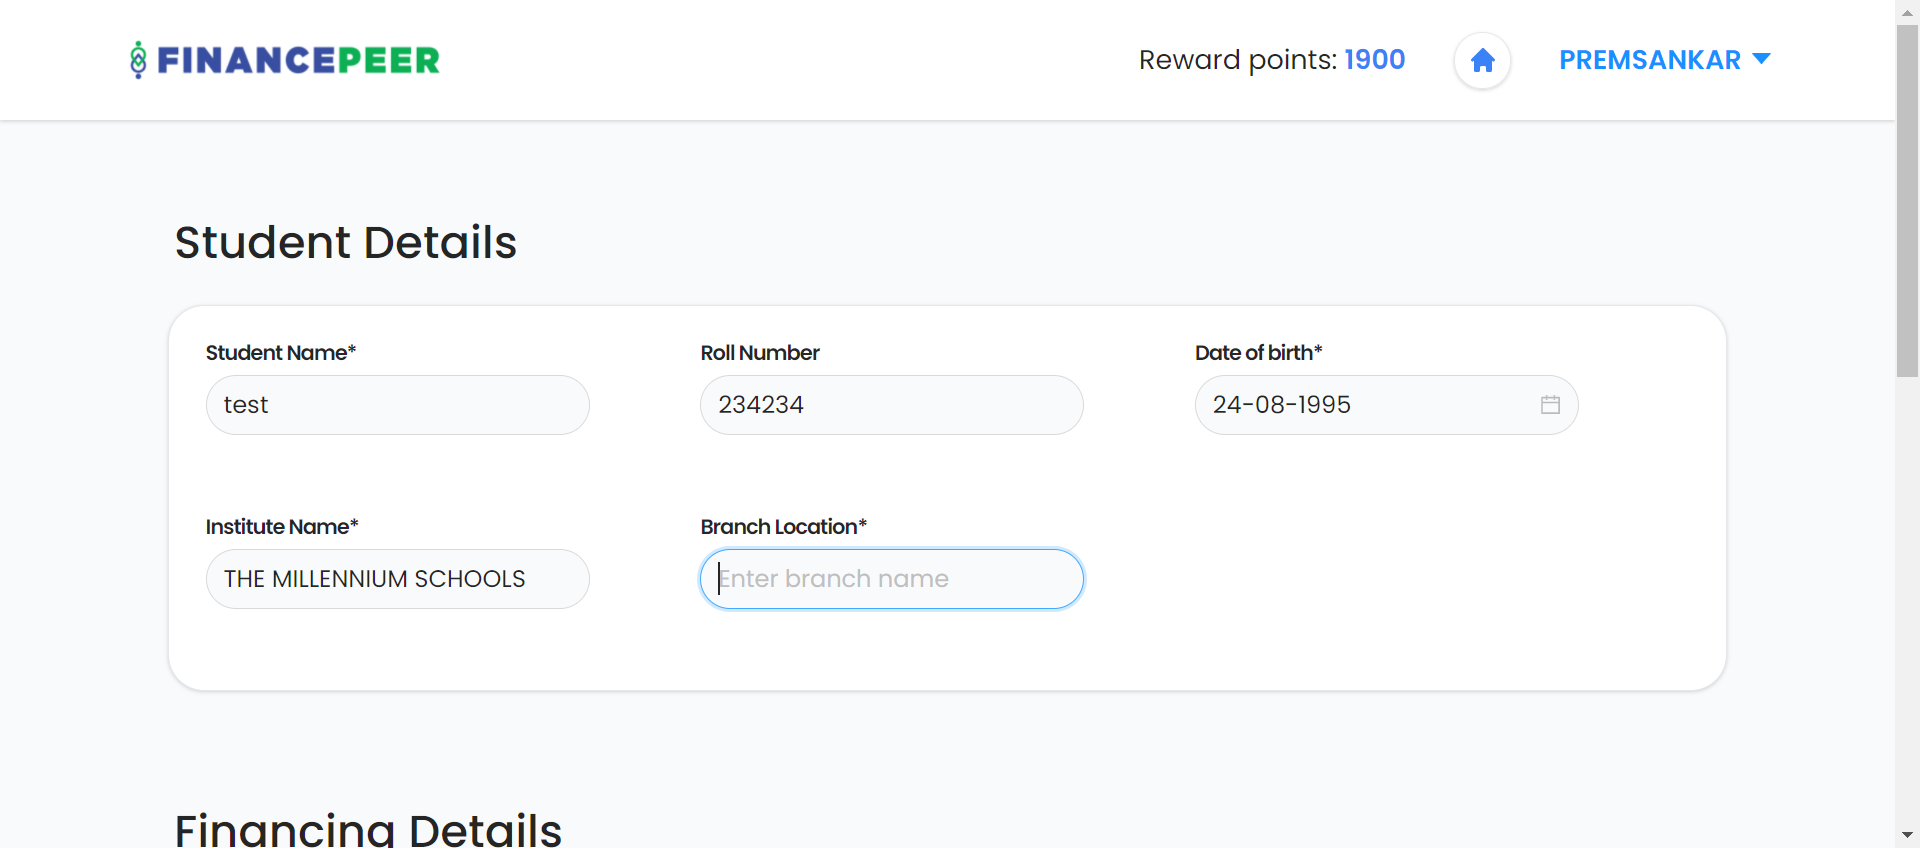 FINANCEPEER
Reward points: 1900
PREMSANKAR
Student Details
Student Name*
Roll Number
Date of birth*
test
234234
24-08-1995
Institute Name*
Branch Location*
THE MILLENNIUM SCHOOLS
Enter branch name
Financing Details